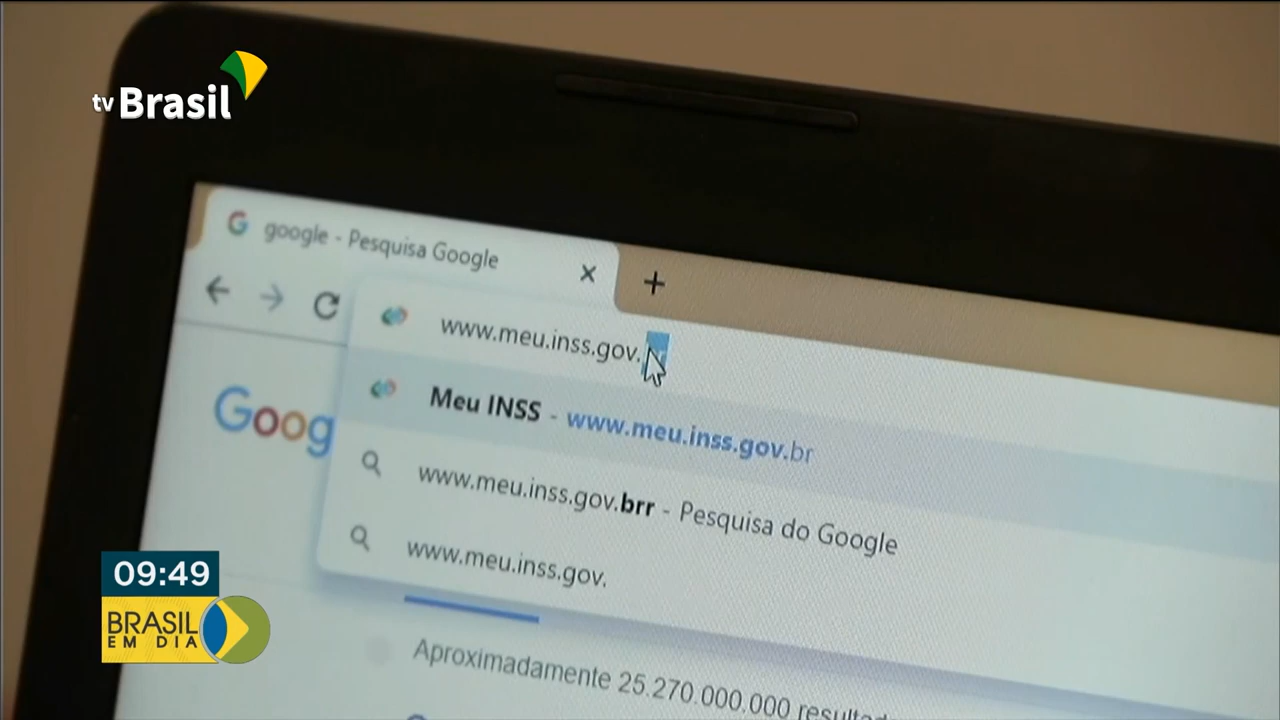 tv Brasil
google - Pesquisa Google
www.meu.inss.gov.
Meu INSS - www.meu.inss.gov.br
Goog
www.meu.inss.gov.brr - Pesquisa do Google
www.meu.inss.gov.
09:49
BRASIL
EM DIA
Aproximadamente 25.270.000.000